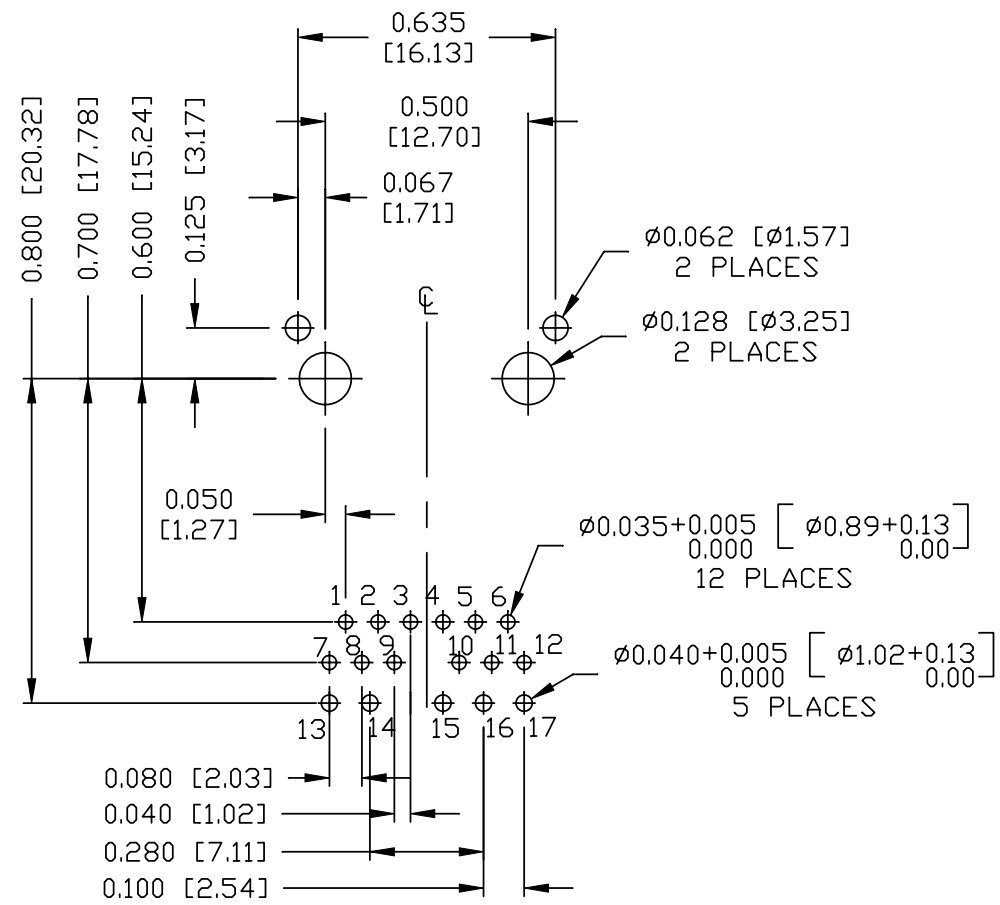 0.635
[16.13]
0.500
[12.70]
0.067
[1.71]
0.800 [20.32]
0.700 [17.78]
0.600 [15.24]
0.125 [3.17]
Ø0.062 [Ø1.57]
2 PLACES
℄
Ø0.128 [Ø3.25]
2 PLACES
0.050
[1.27]
Ø0.035+0.005 [Ø0.89+0.13]
0.000 0.00
12 PLACES
1 2 3 4 5 6
7 8 9 10 11 12
Ø0.040+0.005 [Ø1.02+0.13]
0.000 0.00
5 PLACES
13 14 15 16 17
0.080 [2.03]
0.040 [1.02]
0.280 [7.11]
0.100 [2.54]